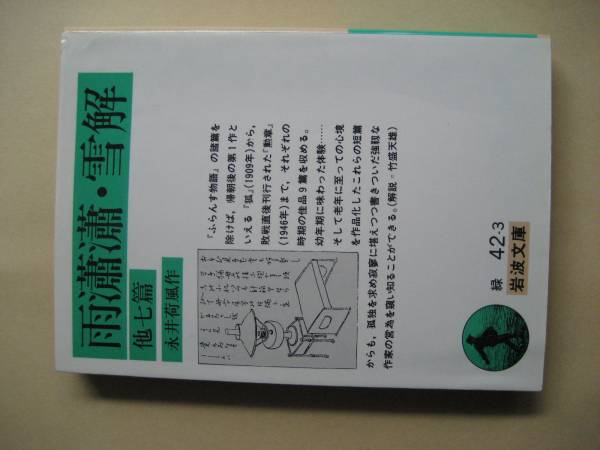 雨瀟瀟・雪解
他七篇
永井荷風作
『ふらんす物語』の諸篇を
除けば，帰朝後の第１作と
いえる『狐』(1909年)から，
敗戦直後刊行された『勲章』
(1946年)まで，それぞれの
時期の佳品９篇を収める。
幼年期に味わった体験……
そして老年に至っての心境
を作品化したこれらの短篇
からも，孤独を求め寂寥に堪えつつ書きついだ強靱な
作家の営為を窺い知ることができる。(解説＝竹盛天雄)
緑 42-3
岩波文庫